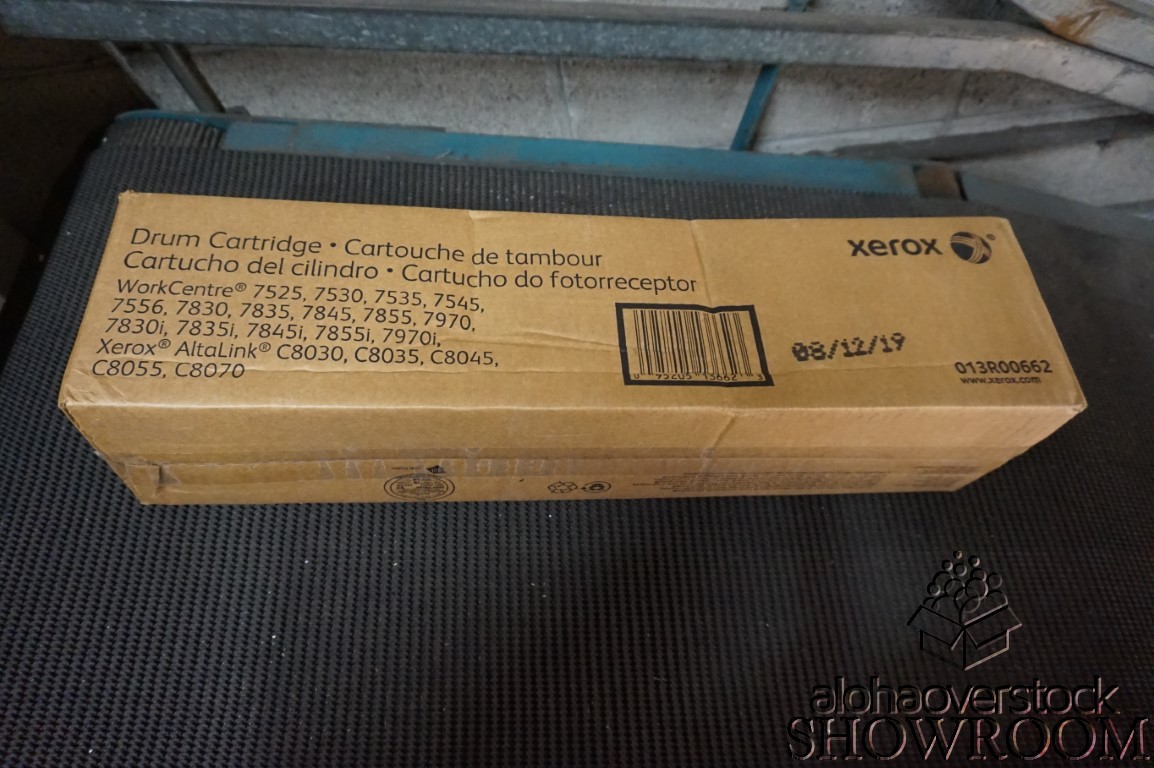 Drum Cartridge • Cartouche de tambour
Cartucho del cilindro • Cartucho do fotorreceptor
WorkCentre® 7525, 7530, 7535, 7545,
7556, 7830, 7835, 7845, 7855, 7970,
7830i, 7835i, 7845i, 7855i, 7970i,
Xerox® AltaLink® C8030, C8035, C8045,
C8055, C8070
xerox®
08/12/19
013R00662
www.xerox.com
alohaoverstock
SHOWROOM